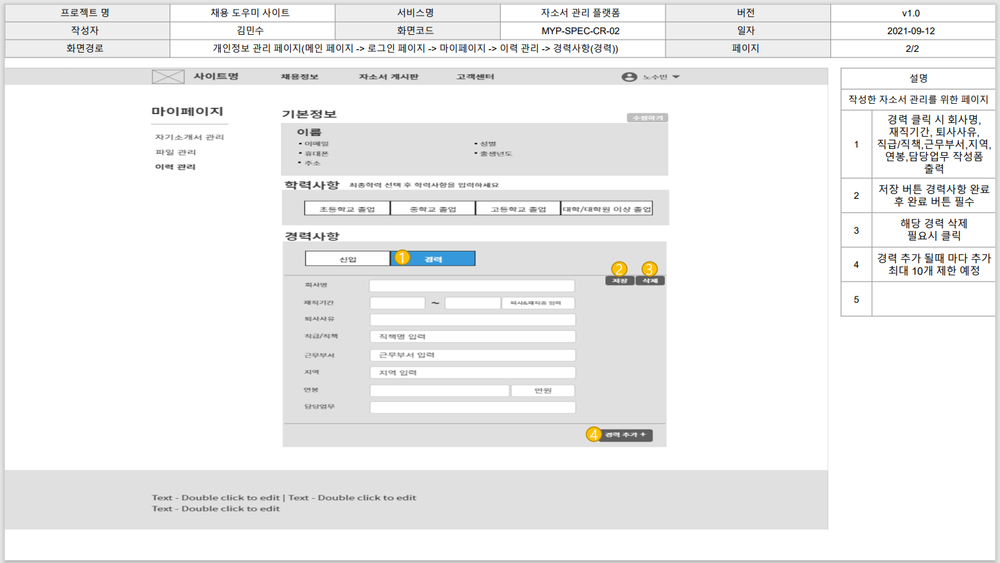 프로젝트 명 채용 도우미 사이트 서비스명 자소서 관리 플랫폼 버전 v1.0
작성자 김민수 화면코드 MYP-SPEC-CR-02 일자 2021-09-12
화면경로 개인정보 관리 페이지(메인 페이지 -> 로그인 페이지 -> 마이페이지 -> 이력 관리 -> 경력사항(경력)) 페이지 2/2
사이트명 채용정보 자소서 게시판 고객센터 노수빈
마이페이지
자기소개서 관리
파일 관리
이력 관리
기본정보
수정하기
이름
이메일 성별
휴대폰 출생년도
주소
학력사항 최종학력 선택 후 학력사항을 입력하세요
초등학교 졸업 중학교 졸업 고등학교 졸업 대학/대학원 이상 졸업
경력사항
신입 1 경력
2 3
저장 삭제
회사명
재직기간 ~ 퇴사&재직중 입력
퇴사사유
직급/직책 직책명 입력
근무부서 근무부서 입력
지역 지역 입력
연봉 만원
담당업무
4 경력 추가 +
Text - Double click to edit | Text - Double click to edit
Text - Double click to edit
설명
작성한 자소서 관리를 위한 페이지
1
경력 클릭 시 회사명,
재직기간, 퇴사사유,
직급/직책,근무부서,지역,
연봉,담당업무 작성폼
출력
2
저장 버튼 경력사항 완료
후 완료 버튼 필수
3
해당 경력 삭제
필요시 클릭
4
경력 추가 될때 마다 추가
최대 10개 제한 예정
5